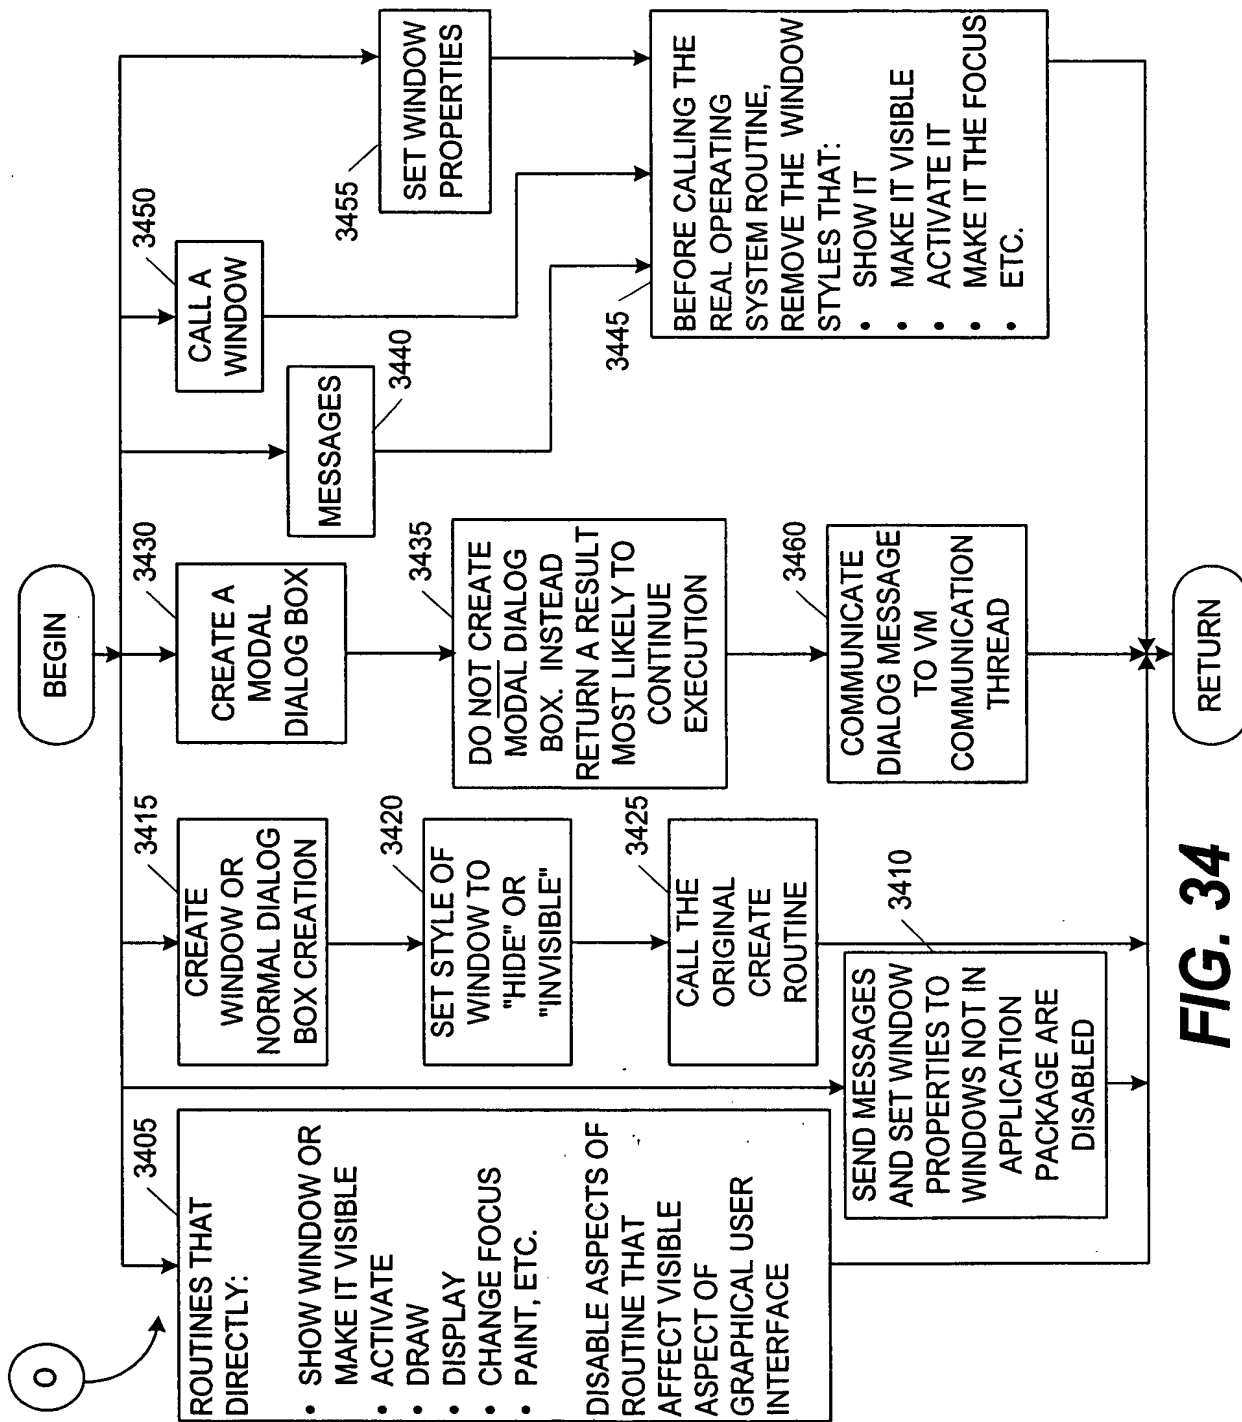 BEGIN
O
3405
ROUTINES THAT
DIRECTLY:
• SHOW WINDOW OR
MAKE IT VISIBLE
• ACTIVATE
• DRAW
• DISPLAY
• CHANGE FOCUS
• PAINT, ETC.
DISABLE ASPECTS OF
ROUTINE THAT
AFFECT VISIBLE
ASPECT OF
GRAPHICAL USER
INTERFACE
3410
SEND MESSAGES
AND SET WINDOW
PROPERTIES TO
WINDOWS NOT IN
APPLICATION
PACKAGE ARE
DISABLED
3415
CREATE
WINDOW OR
NORMAL DIALOG
BOX CREATION
3420
SET STYLE OF
WINDOW TO
"HIDE" OR
"INVISIBLE"
3425
CALL THE
ORIGINAL
CREATE
ROUTINE
3430
CREATE A
MODAL
DIALOG BOX
3435
DO NOT CREATE
MODAL DIALOG
BOX. INSTEAD
RETURN A RESULT
MOST LIKELY TO
CONTINUE
EXECUTION
3460
COMMUNICATE
DIALOG MESSAGE
TO VM
COMMUNICATION
THREAD
3440
MESSAGES
3450
CALL A
WINDOW
3455
SET WINDOW
PROPERTIES
3445
BEFORE CALLING THE
REAL OPERATING
SYSTEM ROUTINE,
REMOVE THE WINDOW
STYLES THAT:
• SHOW IT
• MAKE IT VISIBLE
• ACTIVATE IT
• MAKE IT THE FOCUS
• ETC.
RETURN
FIG. 34